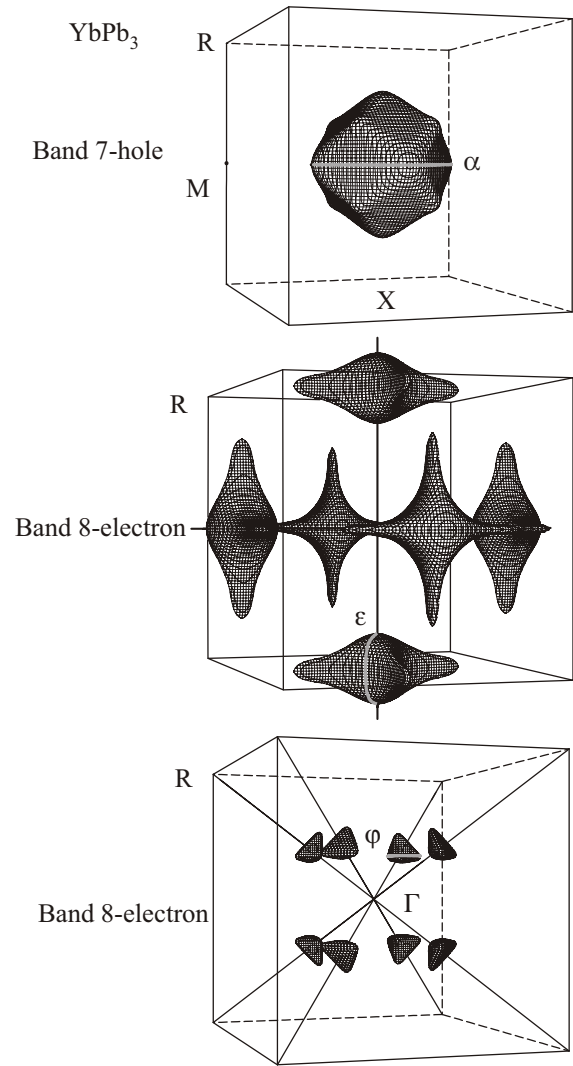 YbPb₃
R
Band 7-hole
α
M
X
R
Band 8-electron
ε
R
φ
Γ
Band 8-electron